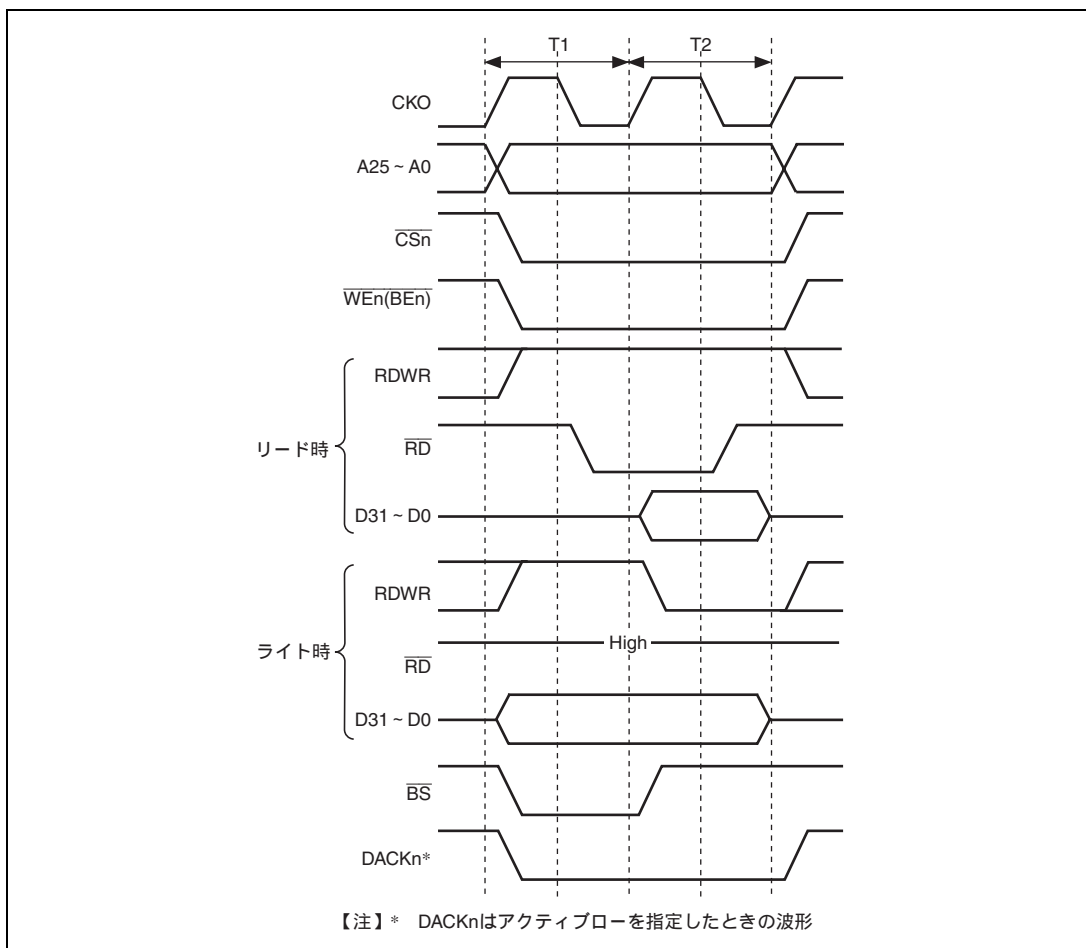 T1 T2
CKO
A25 ~ A0
CSn
WEn(BEn)
リード時
RDWR
RD
D31 ~ D0
ライト時
RDWR
High
RD
D31 ~ D0
BS
DACKn*
【注】* DACKnはアクティブローを指定したときの波形